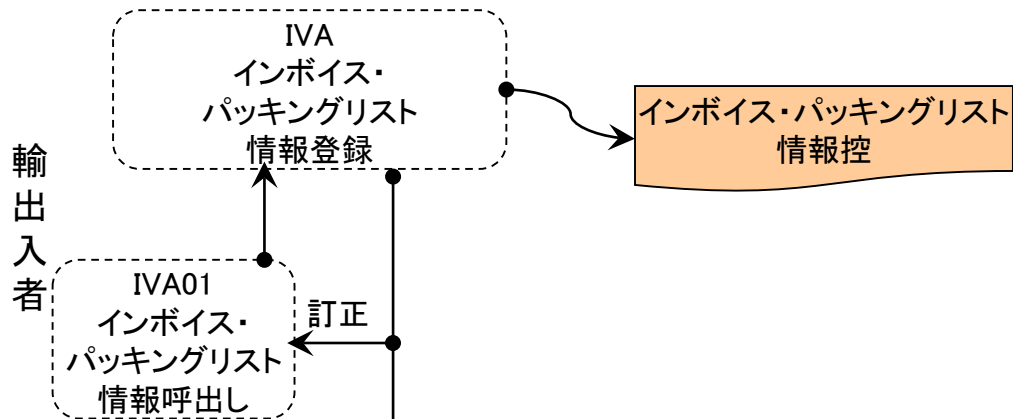 IVA
インボイス・
パッキングリスト
情報登録
インボイス・パッキングリスト
情報控
輸出入者
IVA01
インボイス・
パッキングリスト
情報呼出し
訂正